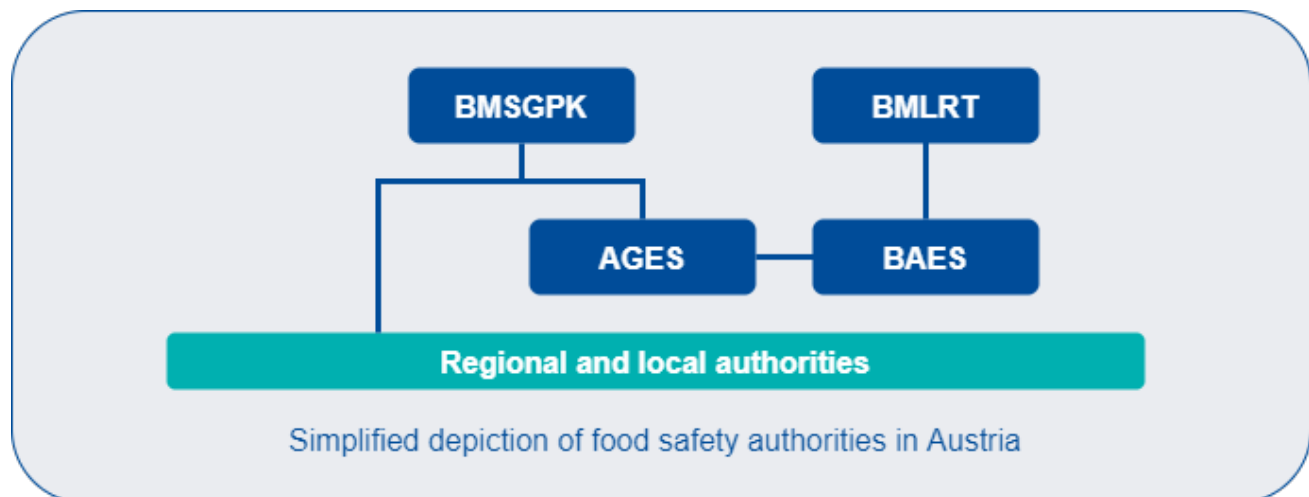 BMSGPK
BMLRT
AGES
BAES
Regional and local authorities
Simplified depiction of food safety authorities in Austria